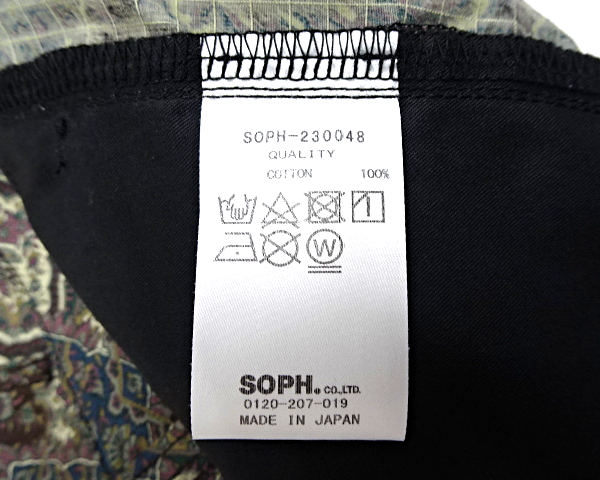 SOPH-230048
QUALITY
COTTON 100%
W
SOPH. CO.,LTD.
0120-207-019
MADE IN JAPAN